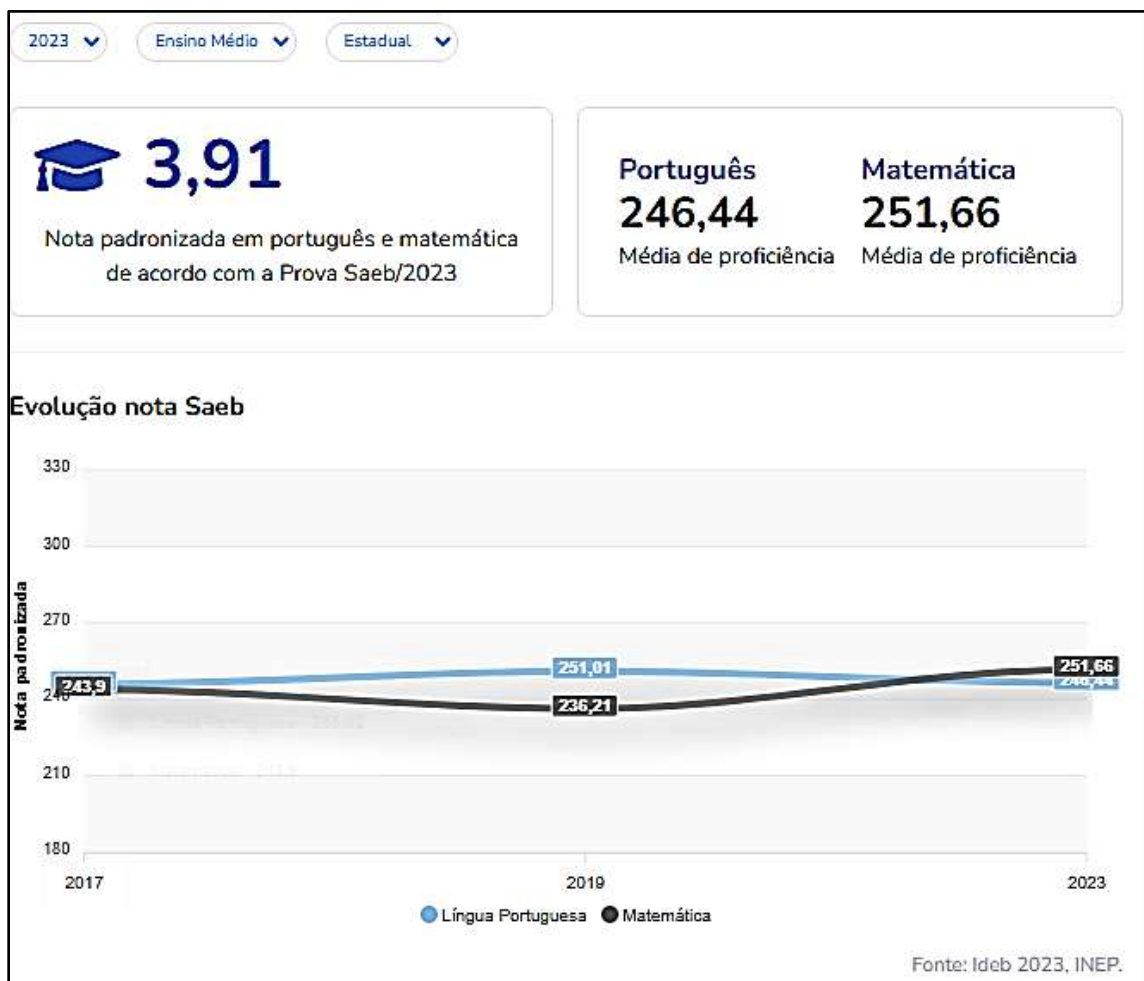 2023 Ensino Médio Estadual
3,91
Nota padronizada em português e matemática
de acordo com a Prova Saeb/2023
Português Matemática
246,44 251,66
Média de proficiência Média de proficiência
Evolução nota Saeb
Nota padronizada
330
300
270
240
210
180
243,9
251,01
236,21
251,66
246,44
2017 2019 2023
Língua Portuguesa Matemática
Fonte: Ideb 2023, INEP.